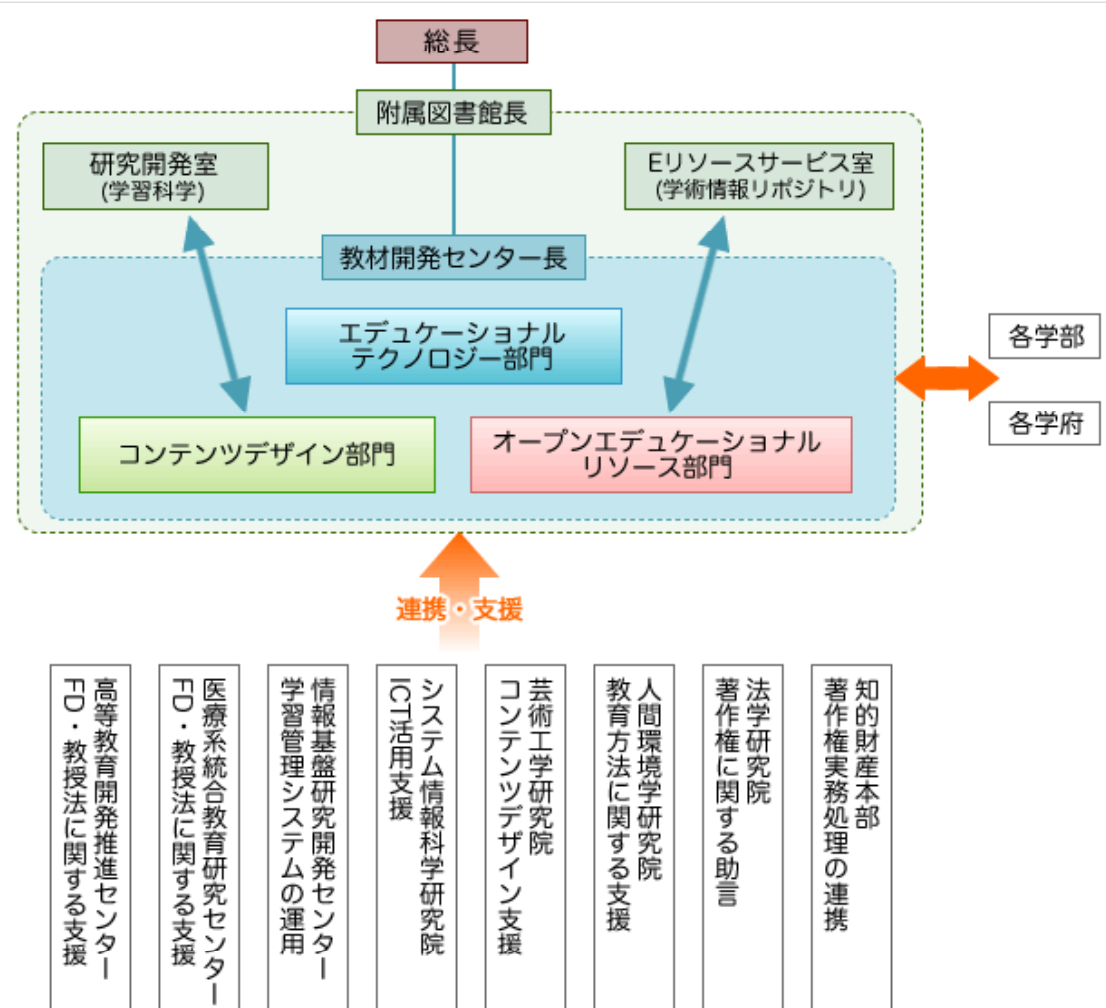 総長
附属図書館長
研究開発室
(学習科学)
Eリソースサービス室
(学術情報リポジトリ)
教材開発センター長
エデュケーショナル
テクノロジー部門
コンテンツデザイン部門
オープンエデュケーショナル
リソース部門
各学部
各学府
連携・支援
高等教育開発推進センター
FD・教授法に関する支援
医療系統合教育研究センター
FD・教授法に関する支援
情報基盤研究開発センター
学習管理システムの運用
システム情報科学研究院
ICT活用支援
芸術工学研究院
コンテンツデザイン支援
人間環境学研究院
教育方法に関する支援
法学研究院
著作権に関する助言
知的財産本部
著作権実務処理の連携